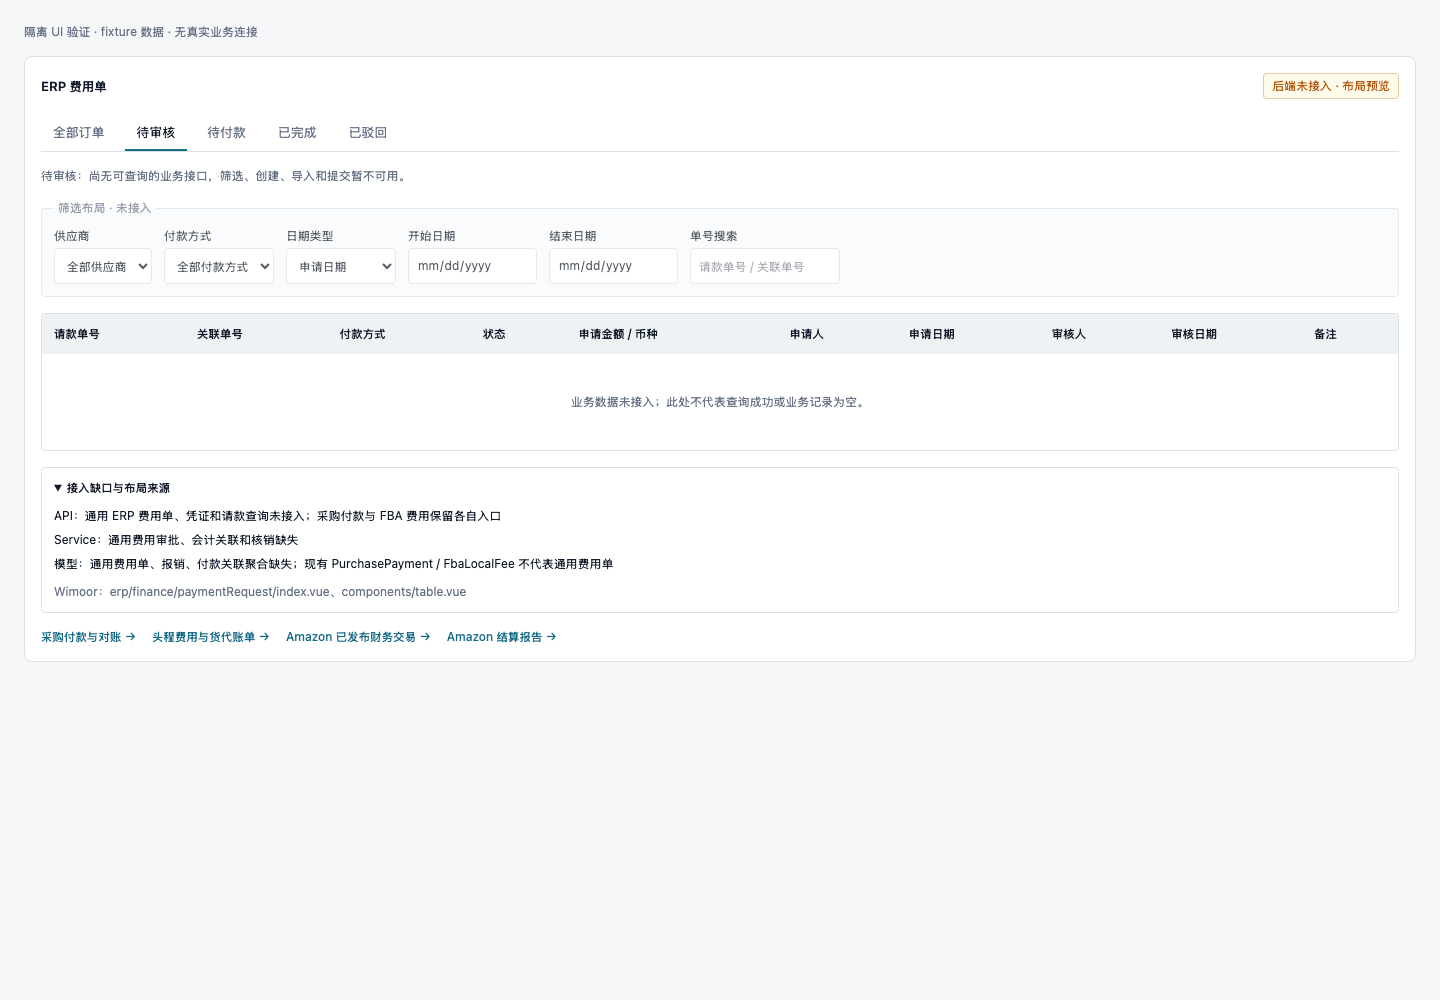 隔离 UI 验证 · fixture 数据 · 无真实业务连接
ERP 费用单
后端未接入 · 布局预览
全部订单 待审核 待付款 已完成 已驳回
待审核：尚无可查询的业务接口，筛选、创建、导入和提交暂不可用。
筛选布局 · 未接入
供应商 付款方式 日期类型 开始日期 结束日期 单号搜索
全部供应商 全部付款方式 申请日期 mm/dd/yyyy mm/dd/yyyy 请款单号 / 关联单号
请款单号 关联单号 付款方式 状态 申请金额 / 币种 申请人 申请日期 审核人 审核日期 备注
业务数据未接入；此处不代表查询成功或业务记录为空。
▼ 接入缺口与布局来源
API：通用 ERP 费用单、凭证和请款查询未接入；采购付款与 FBA 费用保留各自入口
Service：通用费用审批、会计关联和核销缺失
模型：通用费用单、报销、付款关联聚合缺失；现有 PurchasePayment / FbaLocalFee 不代表通用费用单
Wimoor：erp/finance/paymentRequest/index.vue、components/table.vue
采购付款与对账 → 头程费用与货代账单 → Amazon 已发布财务交易 → Amazon 结算报告 →